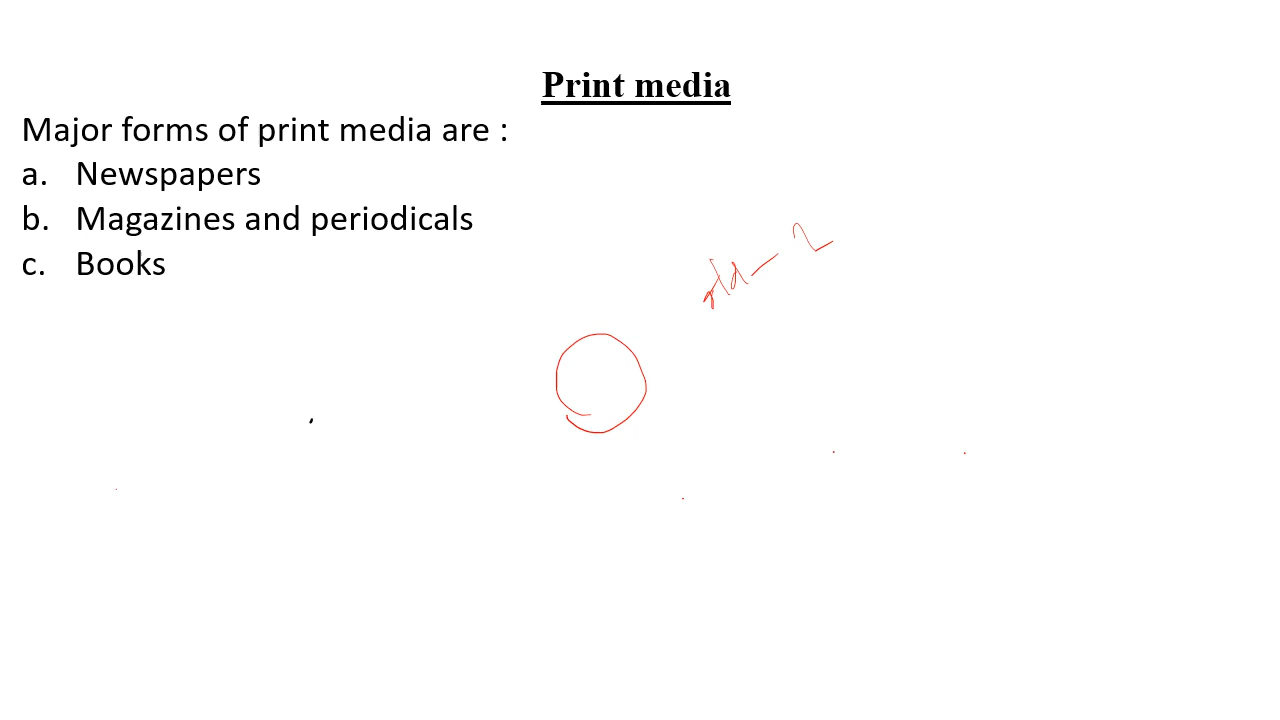 Print media
Major forms of print media are :
a. Newspapers
b. Magazines and periodicals
c. Books